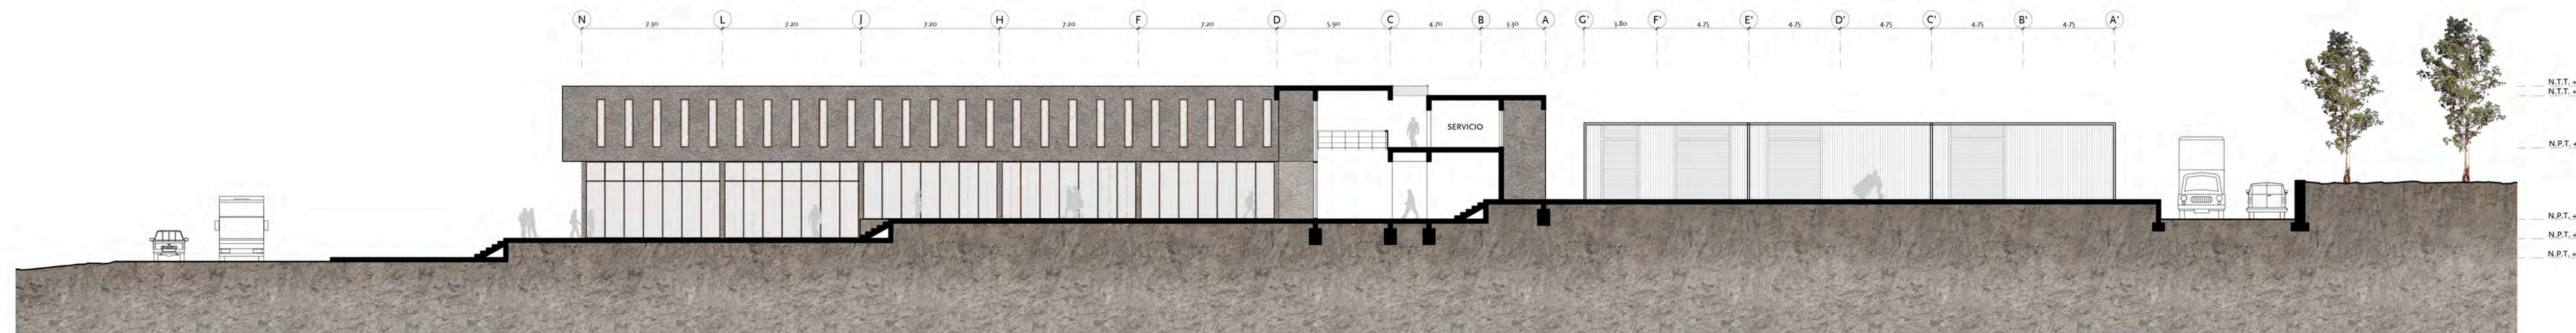 N L J H F D C B A G' F' E' D' C' B' A'
7.30 7.20 7.20 7.20 7.20 5.90 4.20 3.30 3.80 4.75 4.75 4.75 4.75 4.75
SERVICIO
N.T.T. +
N.T.T. +
N.P.T. +
N.P.T. +
N.P.T. +
N.P.T. +